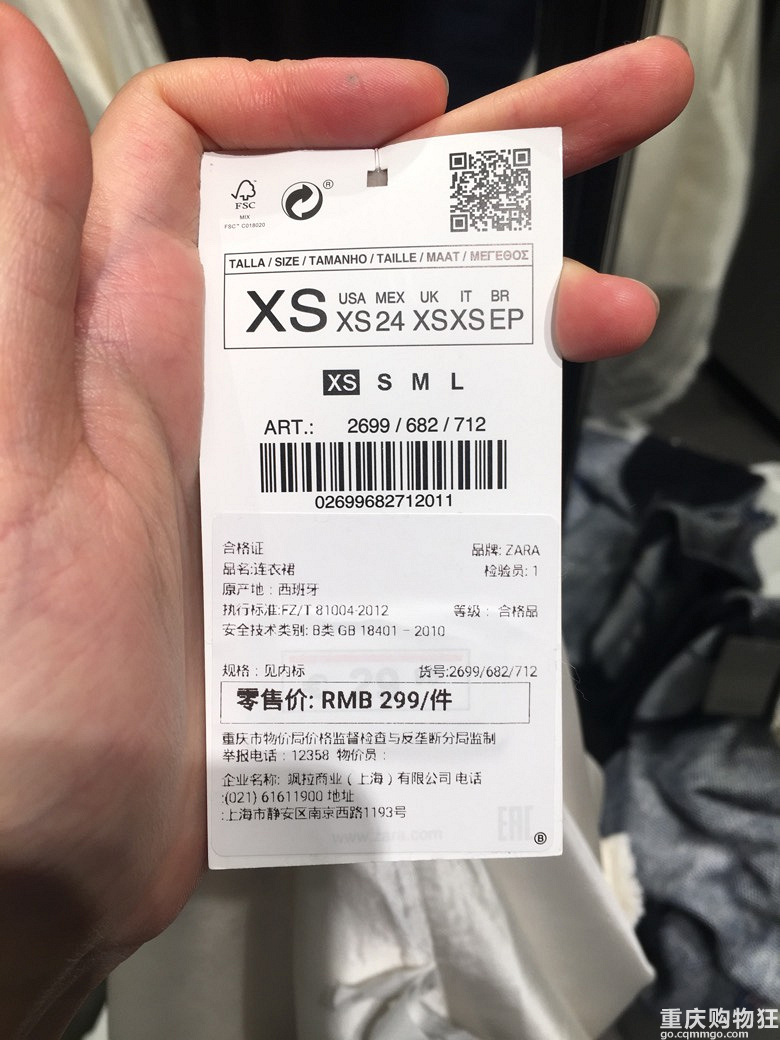 FSC
MIX
FSC™ C018020
®
TALLA / SIZE / TAMANHO / TAILLE / MAAT / ΜΕΓΕΘΟΣ
XS
USA MEX UK IT BR
XS 24 XS XS EP
XS S M L
ART.: 2699 / 682 / 712
02699682712011
合格证 品牌: ZARA
品名:连衣裙 检验员: 1
原产地：西班牙
执行标准:FZ/T 81004-2012 等级：合格品
安全技术类别: B类 GB 18401 - 2010
规格：见内标 货号:2699/682/712
零售价: RMB 299/件
重庆市物价局价格监督检查与反垄断分局监制
举报电话：12358 物价员：
企业名称: 飒拉商业（上海）有限公司 电话
:(021) 61611900 地址
:上海市静安区南京西路1193号
www.zara.com
EAC
B
重庆购物狂
go.cqmmgo.com